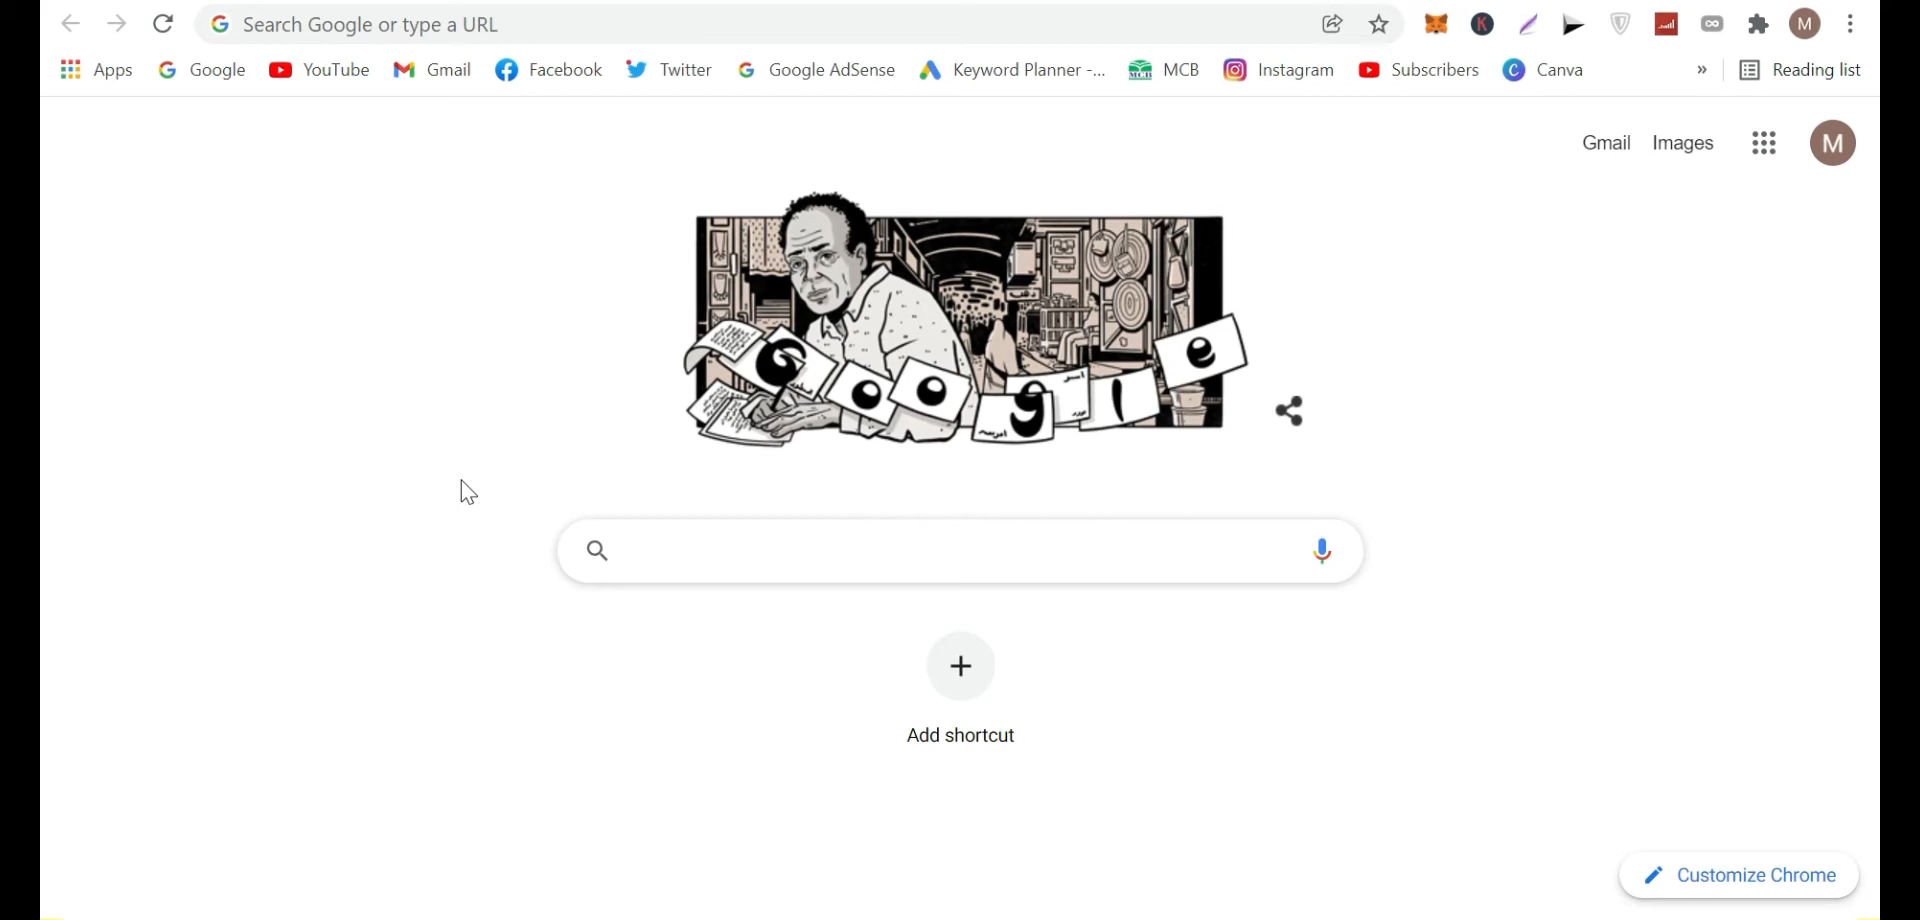 Search Google or type a URL
Apps Google YouTube Gmail Facebook Twitter Google AdSense Keyword Planner -... MCB Instagram Subscribers Canva » Reading list
Gmail Images M
G o o g l e
Add shortcut
Customize Chrome